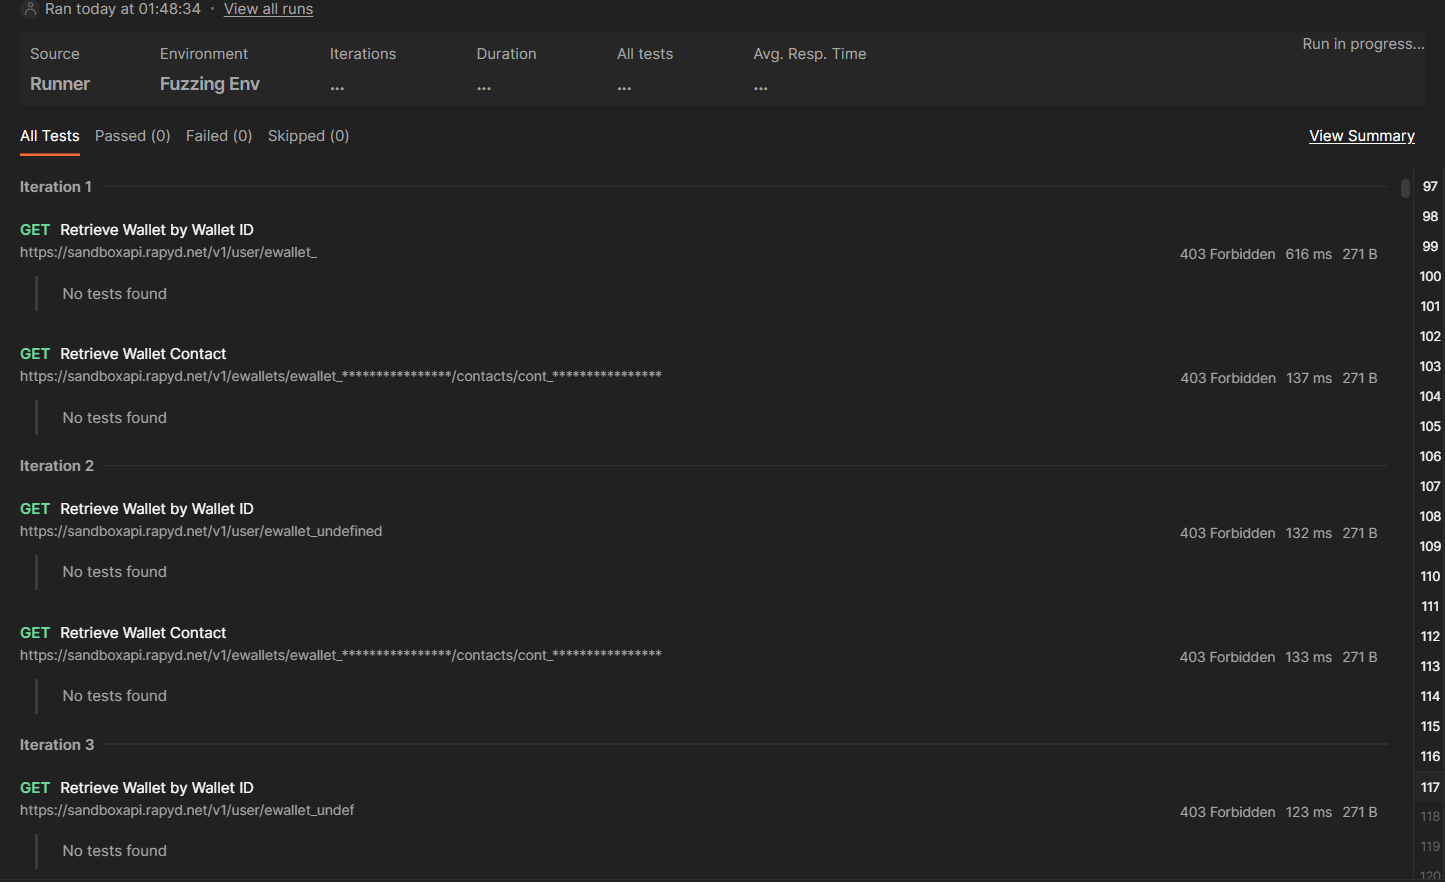 Ran today at 01:48:34 · View all runs
Source Environment Iterations Duration All tests Avg. Resp. Time Run in progress...
Runner Fuzzing Env ... ... ... ...
All Tests Passed (0) Failed (0) Skipped (0) View Summary
Iteration 1
GET Retrieve Wallet by Wallet ID
https://sandboxapi.rapyd.net/v1/user/ewallet_
403 Forbidden 616 ms 271 B
No tests found
GET Retrieve Wallet Contact
https://sandboxapi.rapyd.net/v1/ewallets/ewallet_****************/contacts/cont_****************
403 Forbidden 137 ms 271 B
No tests found
Iteration 2
GET Retrieve Wallet by Wallet ID
https://sandboxapi.rapyd.net/v1/user/ewallet_undefined
403 Forbidden 132 ms 271 B
No tests found
GET Retrieve Wallet Contact
https://sandboxapi.rapyd.net/v1/ewallets/ewallet_****************/contacts/cont_****************
403 Forbidden 133 ms 271 B
No tests found
Iteration 3
GET Retrieve Wallet by Wallet ID
https://sandboxapi.rapyd.net/v1/user/ewallet_undef
403 Forbidden 123 ms 271 B
No tests found
97
98
99
100
101
102
103
104
105
106
107
108
109
110
111
112
113
114
115
116
117
118
119
120